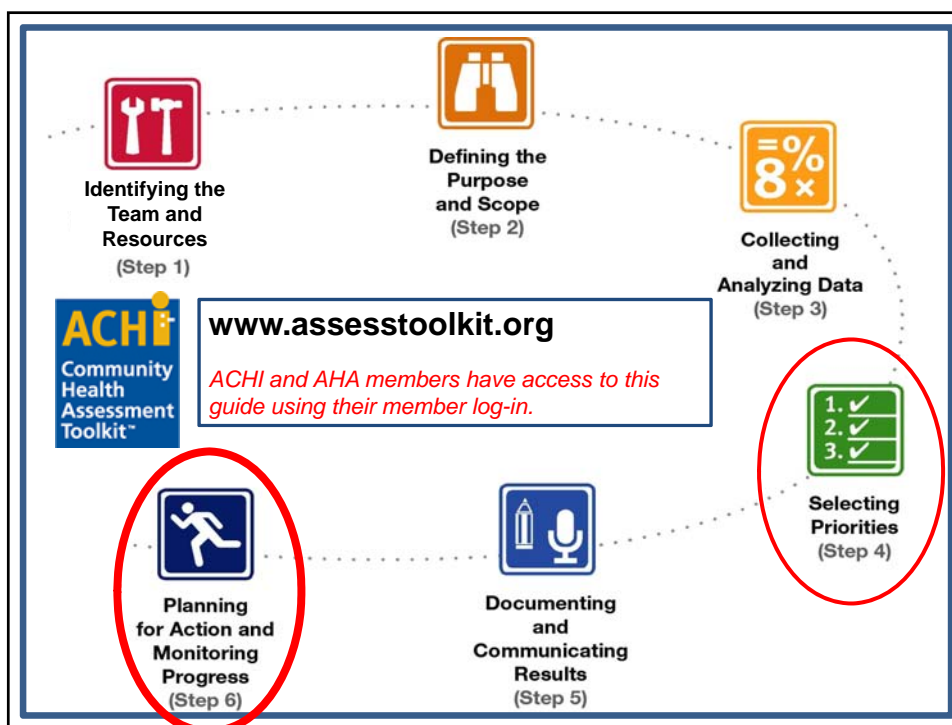 Identifying the
Team and
Resources
(Step 1)
Defining the
Purpose
and Scope
(Step 2)
= %
8 ×
Collecting
and
Analyzing Data
(Step 3)
ACHI
Community
Health
Assessment
Toolkit™
www.assesstoolkit.org
ACHI and AHA members have access to this
guide using their member log-in.
1. ✓
2. ✓
3. ✓
Selecting
Priorities
(Step 4)
Documenting
and
Communicating
Results
(Step 5)
Planning
for Action and
Monitoring
Progress
(Step 6)